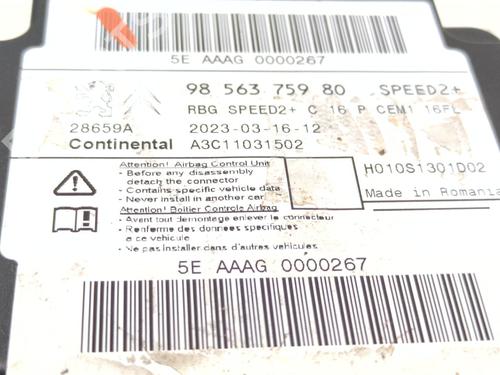 5E AAAG 0000267
98 563 759 80 SPEED2+
RBG SPEED2+ C 16 P CEM1 16FL
28659A 2023-03-16-12
Continental A3C11031502
Attention! Airbag Control Unit
- Before any disassembly
detach the connector
- Contains specific vehicle data
- Never install in another car
Attention! Boitier Controle Airbag
- Avant tout demontage enlever le connecteur
- Renferme des donnees specifiques
a ce vehicule
- Ne pas installer dans d'autres vehicules
H010S1301D02
Made in Romania
5E AAAG 0000267